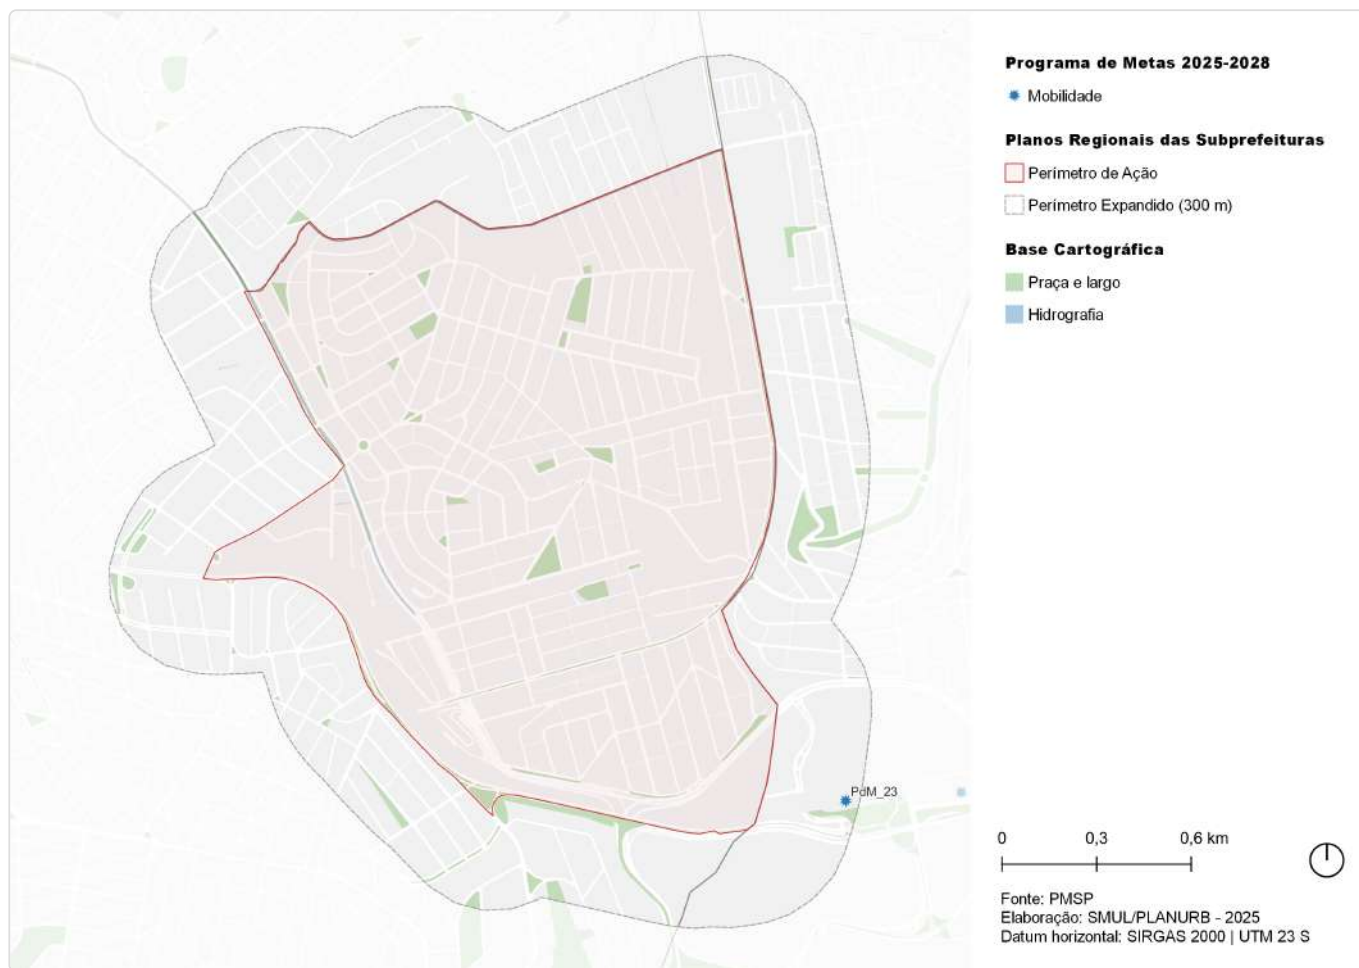 Programa de Metas 2025-2028
Mobilidade
Planos Regionais das Subprefeituras
Perímetro de Ação
Perímetro Expandido (300 m)
Base Cartográfica
Praça e largo
Hidrografia
PdM_23
0 0,3 0,6 km
Fonte: PMSP
Elaboração: SMUL/PLANURB - 2025
Datum horizontal: SIRGAS 2000 | UTM 23 S